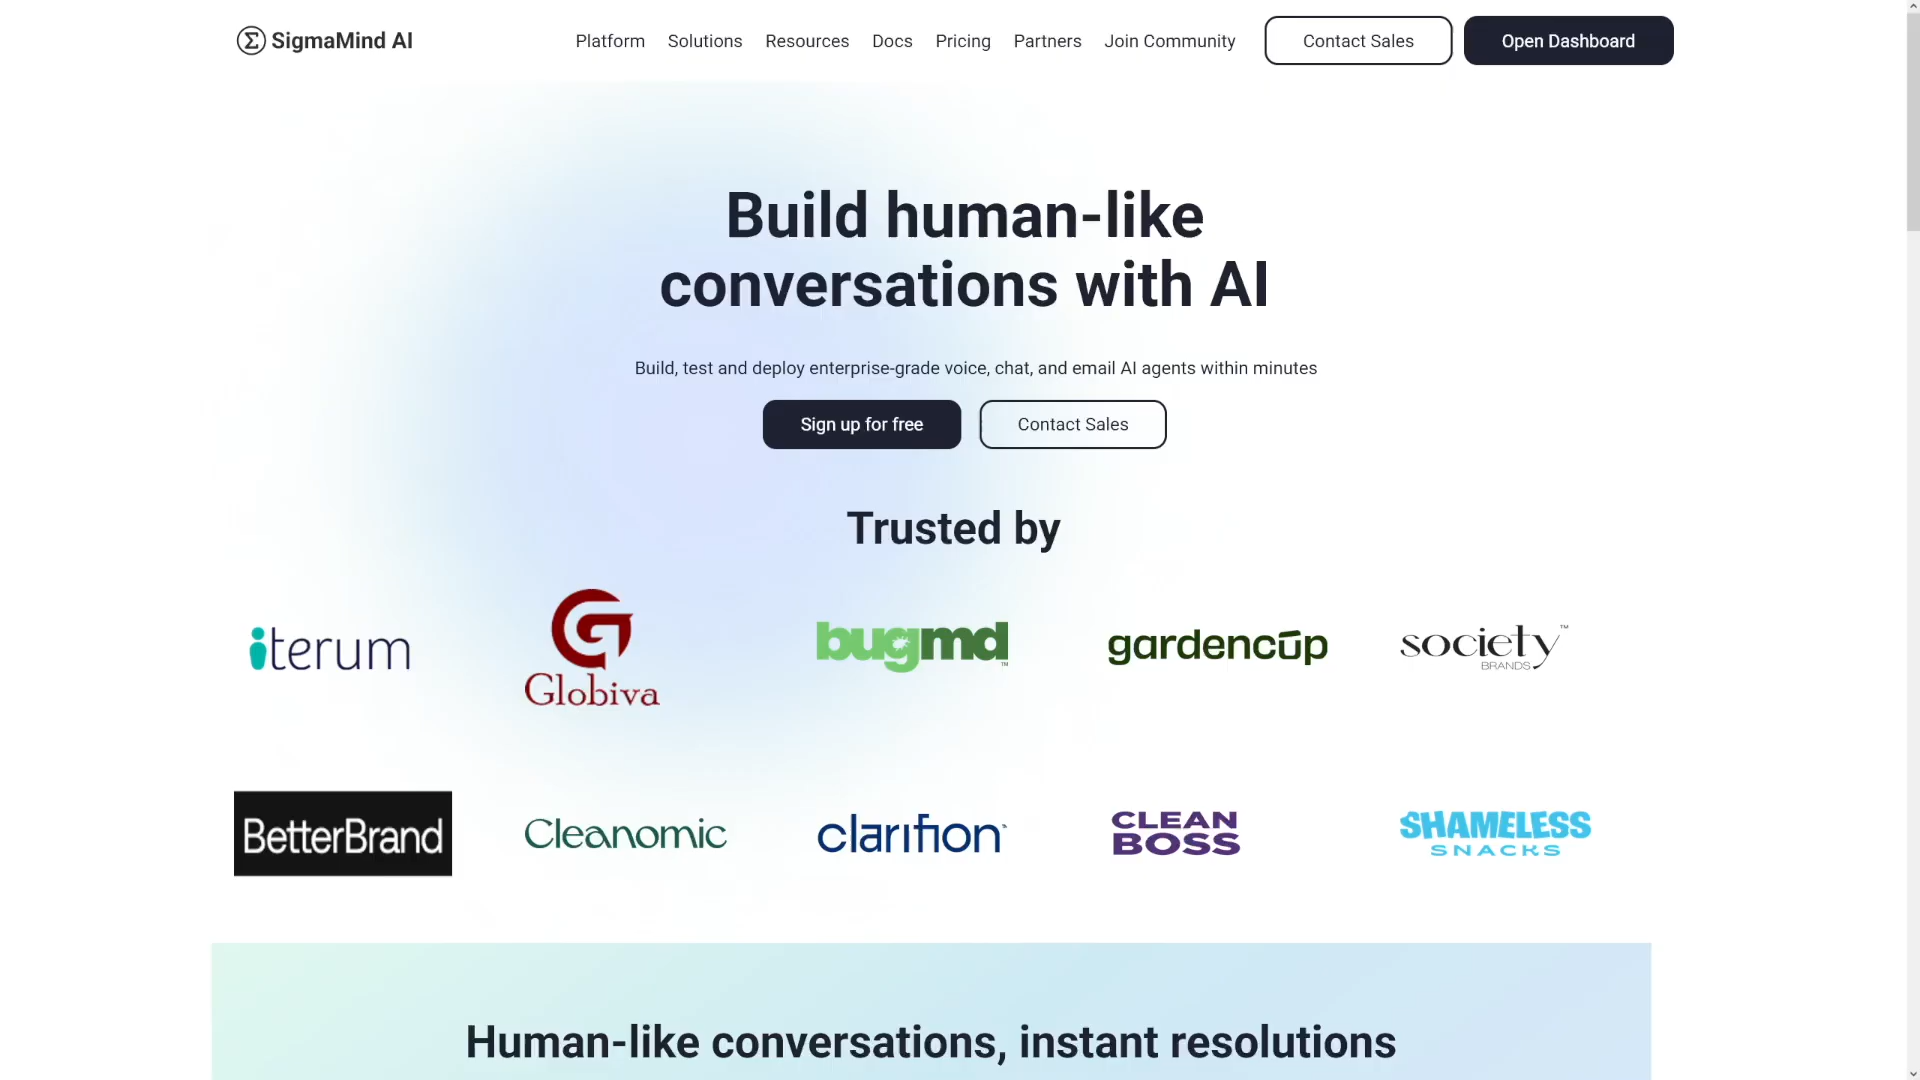 SigmaMind AI
Platform Solutions Resources Docs Pricing Partners Join Community Contact Sales Open Dashboard
Build human-like
conversations with AI
Build, test and deploy enterprise-grade voice, chat, and email AI agents within minutes
Sign up for free Contact Sales
Trusted by
iterum
Globiva
bugmd™
gardencup
society™
BRANDS
BetterBrand
Cleanomic
clarifion™
CLEAN
BOSS
SHAMELESS
SNACKS
Human-like conversations, instant resolutions